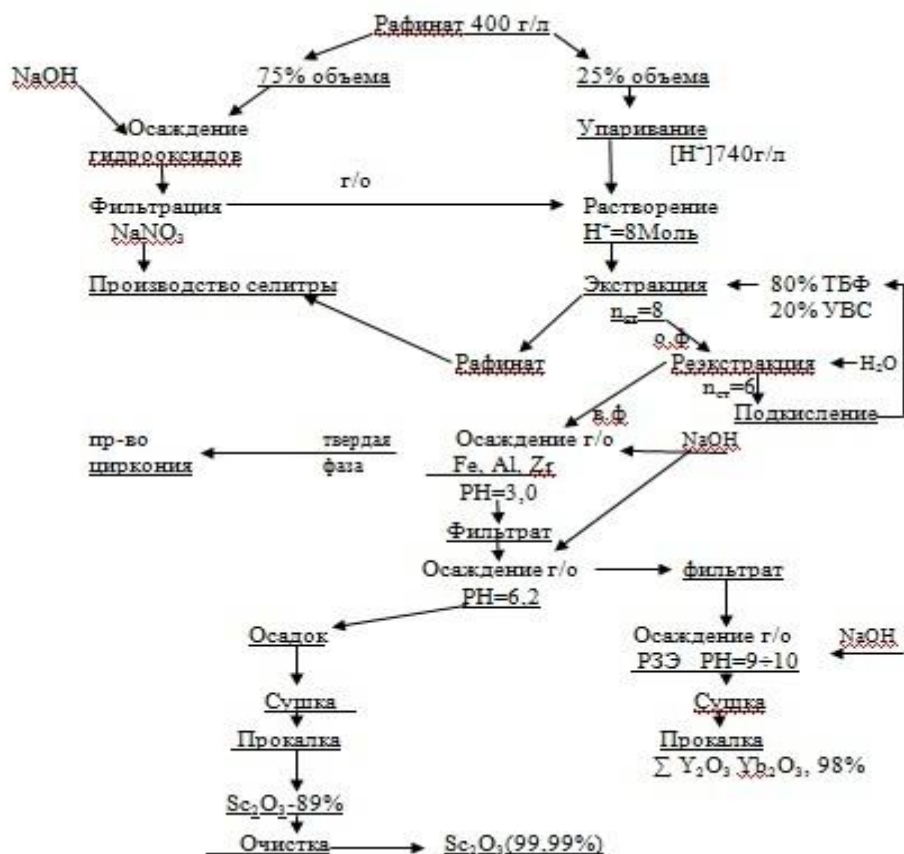 Рафинат 400 г/л
NaOH
75% объема
25% объема
Осаждение
гидрооксидов
Упаривание
[H⁺]740г/л
г/о
Фильтрация
NaNO₃
Растворение
H⁺=8Моль
Производство селитры
Экстракция
80% ТБФ
20% УВС
nст=8
о.ф
Рафинат
Реэкстракция
H₂O
nст=6
Подкисление
в.ф
пр-во
циркония
твердая
фаза
Осаждение г/о
Fe, Al, Zr
PH=3,0
NaOH
Фильтрат
Осаждение г/о
PH=6,2
фильтрат
Осадок
Осаждение г/о
РЗЭ PH=9÷10
NaOH
Сушка
Сушка
Прокалка
Прокалка
∑ Y₂O₃ Yb₂O₃, 98%
Sc₂O₃-89%
Очистка
Sc₂O₃(99,99%)